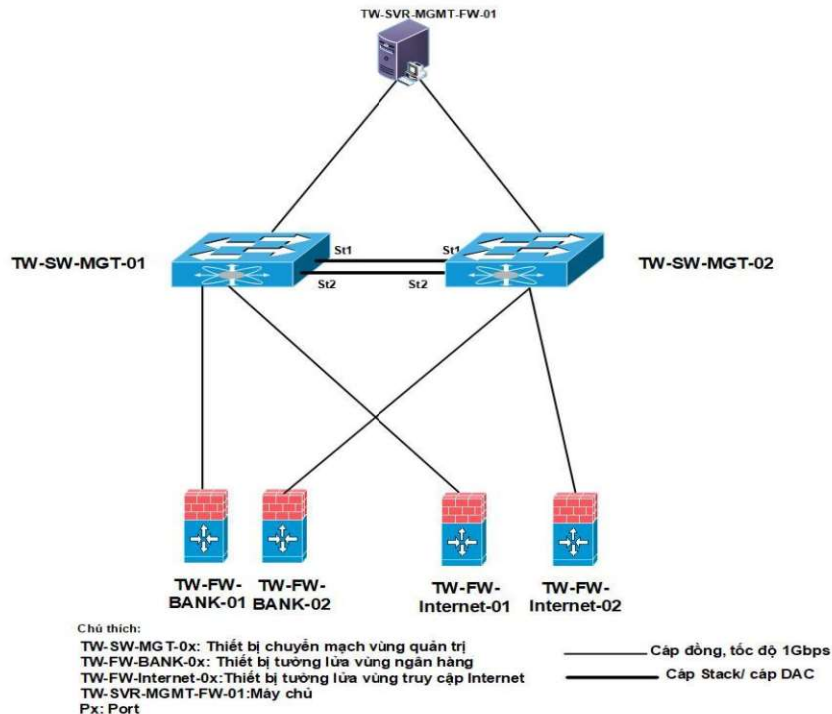 TW-SVR-MGMT-FW-01
TW-SW-MGT-01
St1
St1
St2
St2
TW-SW-MGT-02
TW-FW-
BANK-01
TW-FW-
BANK-02
TW-FW-
Internet-01
TW-FW-
Internet-02
Chú thích:
TW-SW-MGT-0x: Thiết bị chuyển mạch vùng quản trị
TW-FW-BANK-0x: Thiết bị tường lửa vùng ngân hàng
TW-FW-Internet-0x:Thiết bị tường lửa vùng truy cập Internet
TW-SVR-MGMT-FW-01:Máy chủ
Px: Port
Cáp đồng, tốc độ 1Gbps
Cáp Stack/ cáp DAC